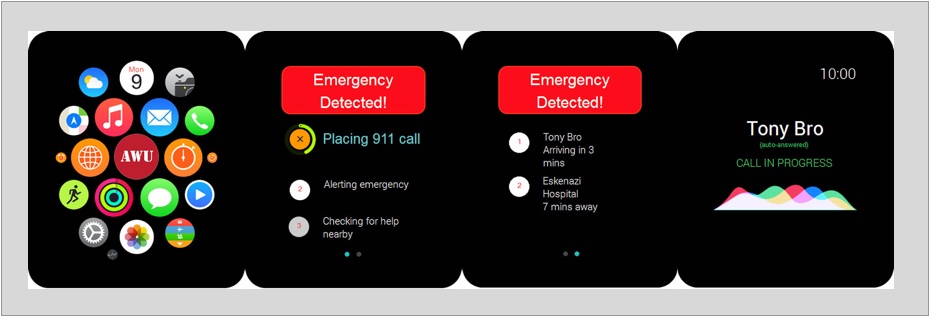 Mon
9
AWU
Emergency
Detected!
Placing 911 call
2
Alerting emergency
3
Checking for help
nearby
Emergency
Detected!
1
Tony Bro
Arriving in 3
mins
2
Eskenazi
Hospital
7 mins away
10:00
Tony Bro
(auto-answered)
CALL IN PROGRESS